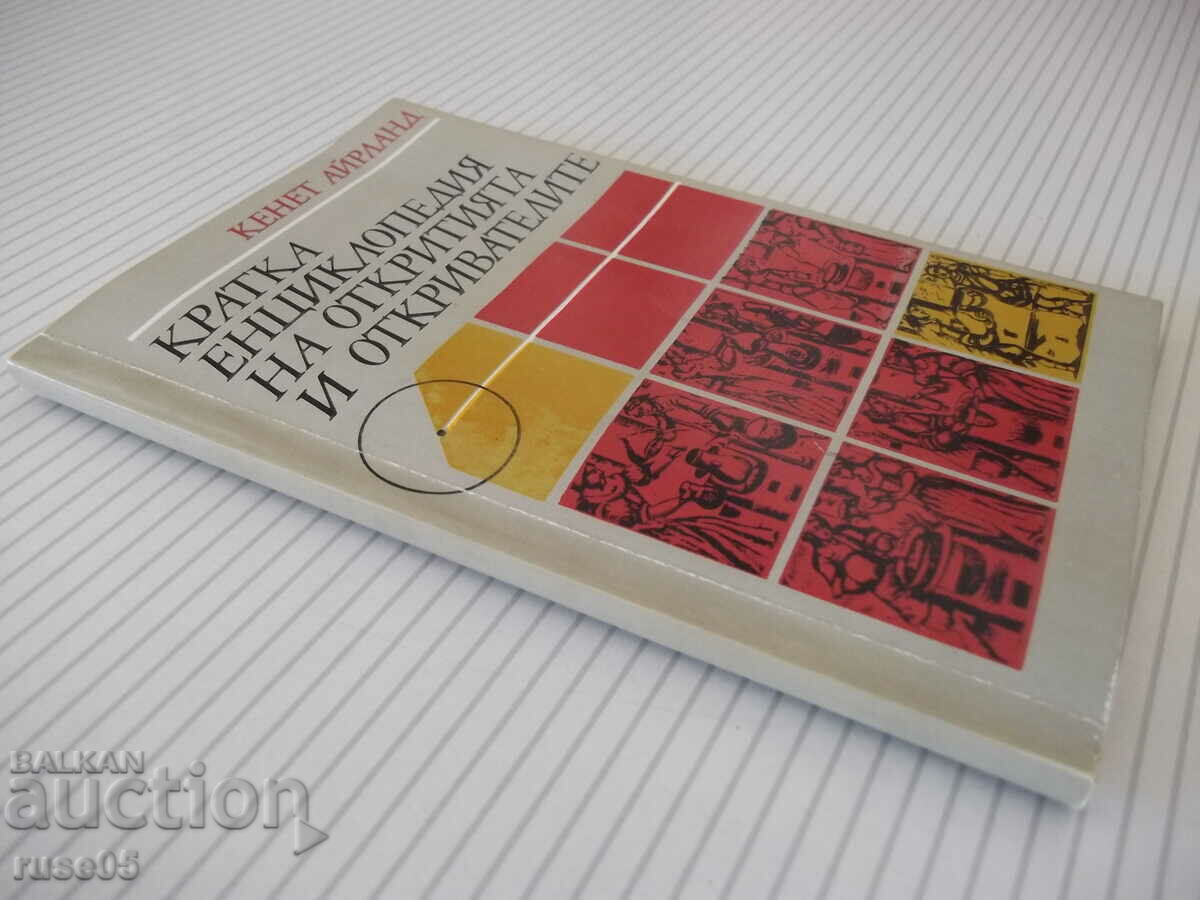 КЕНЕТ АЙРЛАНД
КРАТКА
ЕНЦИКЛОПЕДИЯ
НА ОТКРИТИЯТА
И ОТКРИВАТЕЛИТЕ
BALKAN
auction
ruse05